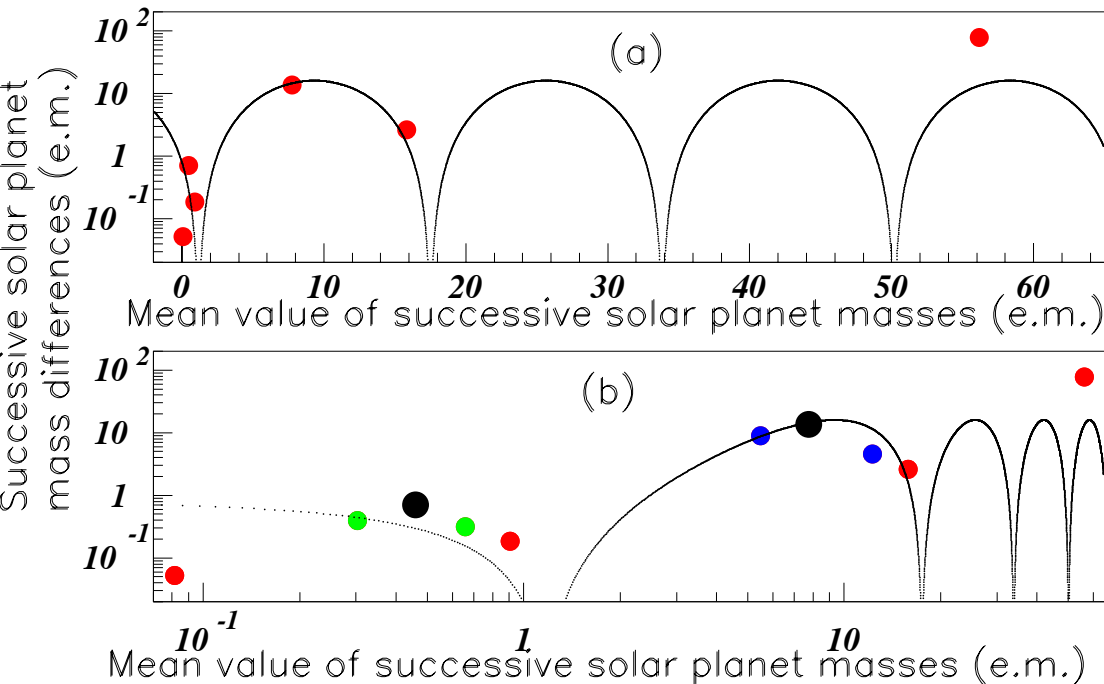 Successive solar planet
mass differences (e.m.)
(a)
10 2
10
1
10 -1
0 10 20 30 40 50 60
Mean value of successive solar planet masses (e.m.)
(b)
10 2
10
1
10 -1
10 -1 1 10
Mean value of successive solar planet masses (e.m.)